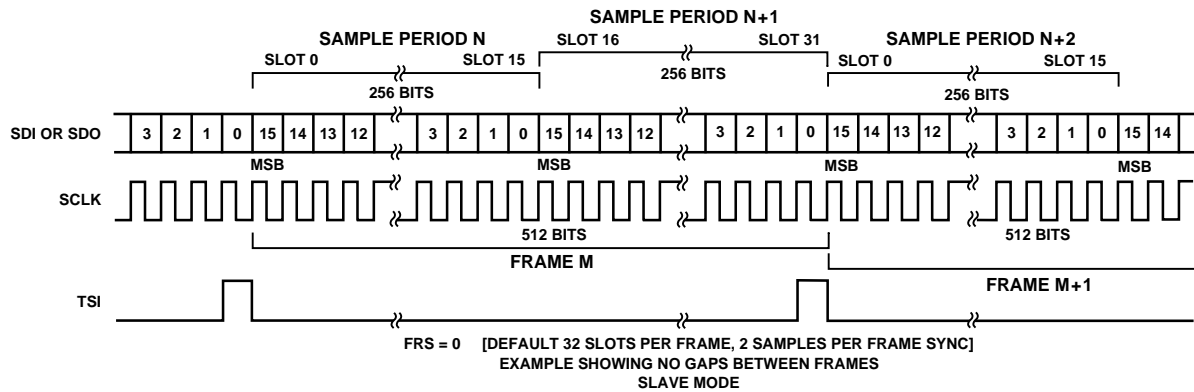 SAMPLE PERIOD N+1
SAMPLE PERIOD N
SLOT 16 SLOT 31
SAMPLE PERIOD N+2
SLOT 0 SLOT 15
SLOT 0 SLOT 15
256 BITS
256 BITS
256 BITS
SDI OR SDO 3 2 1 0 15 14 13 12 3 2 1 0 15 14 13 12 3 2 1 0 15 14 13 12 3 2 1 0 15 14
MSB MSB MSB MSB
SCLK
512 BITS 512 BITS
FRAME M
FRAME M+1
TSI
FRS = 0 [DEFAULT 32 SLOTS PER FRAME, 2 SAMPLES PER FRAME SYNC]
EXAMPLE SHOWING NO GAPS BETWEEN FRAMES
SLAVE MODE